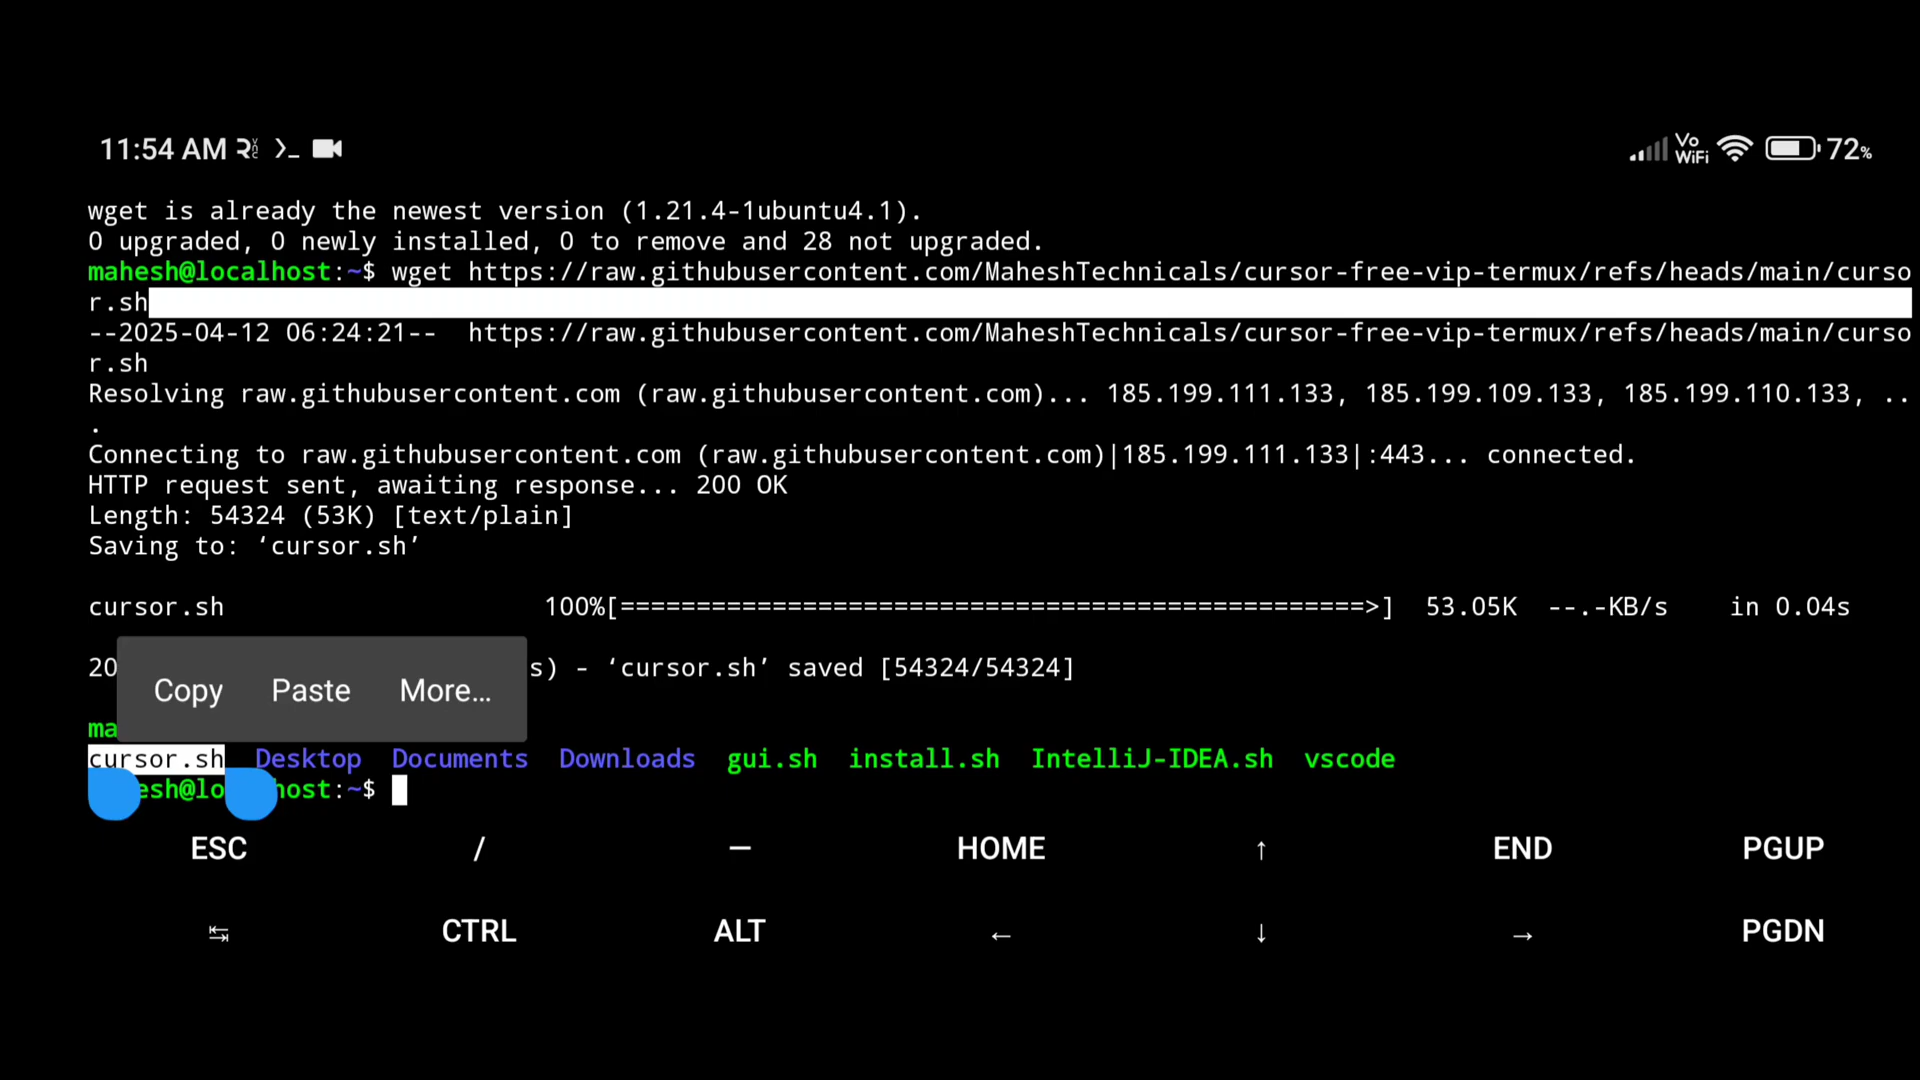 11:54 AM
Vo WiFi 72%
wget is already the newest version (1.21.4-1ubuntu4.1).
0 upgraded, 0 newly installed, 0 to remove and 28 not upgraded.
mahesh@localhost:~$ wget https://raw.githubusercontent.com/MaheshTechnicals/cursor-free-vip-termux/refs/heads/main/curso
r.sh
--2025-04-12 06:24:21--  https://raw.githubusercontent.com/MaheshTechnicals/cursor-free-vip-termux/refs/heads/main/curso
r.sh
Resolving raw.githubusercontent.com (raw.githubusercontent.com)... 185.199.111.133, 185.199.109.133, 185.199.110.133, ..
.
Connecting to raw.githubusercontent.com (raw.githubusercontent.com)|185.199.111.133|:443... connected.
HTTP request sent, awaiting response... 200 OK
Length: 54324 (53K) [text/plain]
Saving to: ‘cursor.sh’
cursor.sh 100%[=================================================>] 53.05K --.-KB/s in 0.04s
20 s) - ‘cursor.sh’ saved [54324/54324]
Copy Paste More...
ma
cursor.sh Desktop Documents Downloads gui.sh install.sh IntelliJ-IDEA.sh vscode
esh@lo host:~$
ESC / — HOME ↑ END PGUP
↹ CTRL ALT ← ↓ → PGDN